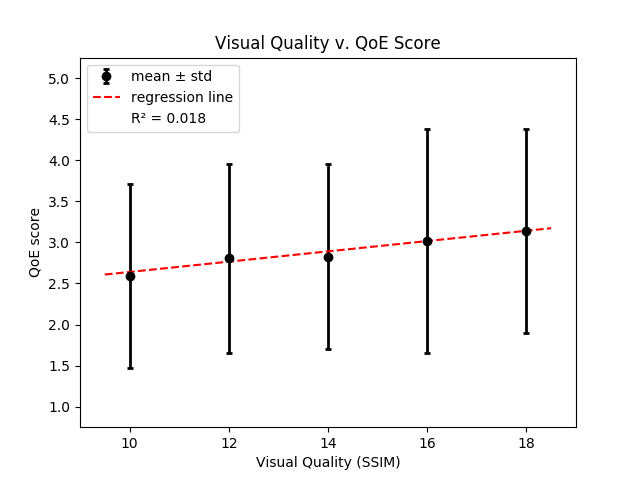 Visual Quality v. QoE Score
mean ± std
regression line
R² = 0.018
QoE score
5.0
4.5
4.0
3.5
3.0
2.5
2.0
1.5
1.0
10 12 14 16 18
Visual Quality (SSIM)